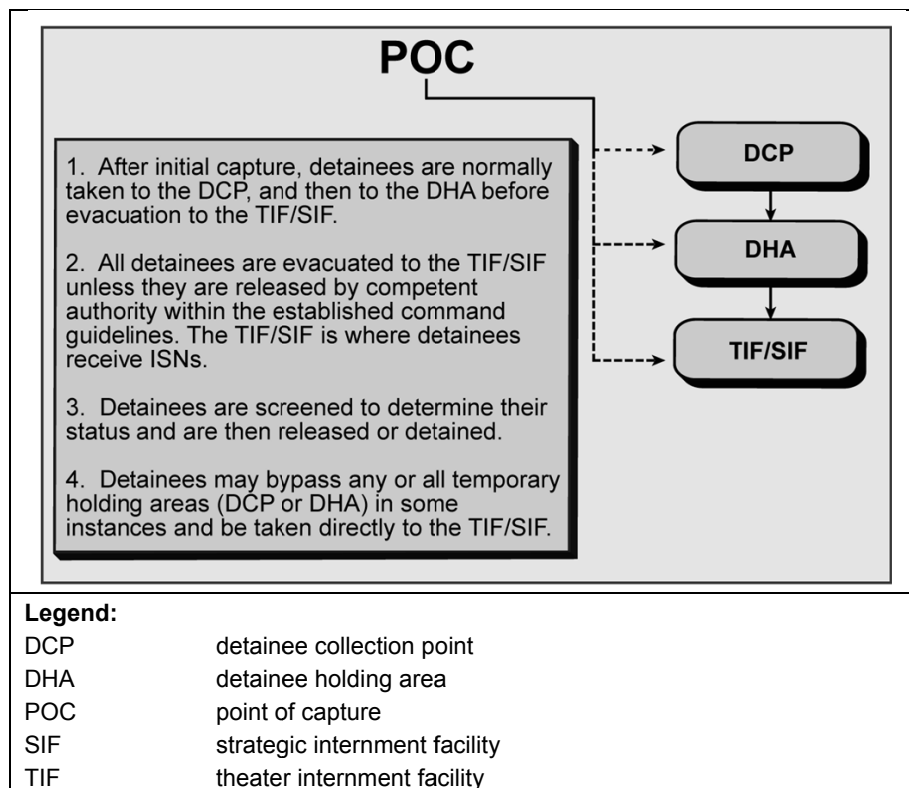 POC
1. After initial capture, detainees are normally
taken to the DCP, and then to the DHA before
evacuation to the TIF/SIF.
2. All detainees are evacuated to the TIF/SIF
unless they are released by competent
authority within the established command
guidelines. The TIF/SIF is where detainees
receive ISNs.
3. Detainees are screened to determine their
status and are then released or detained.
4. Detainees may bypass any or all temporary
holding areas (DCP or DHA) in some
instances and be taken directly to the TIF/SIF.
DCP
DHA
TIF/SIF
Legend:
DCP detainee collection point
DHA detainee holding area
POC point of capture
SIF strategic internment facility
TIF theater internment facility